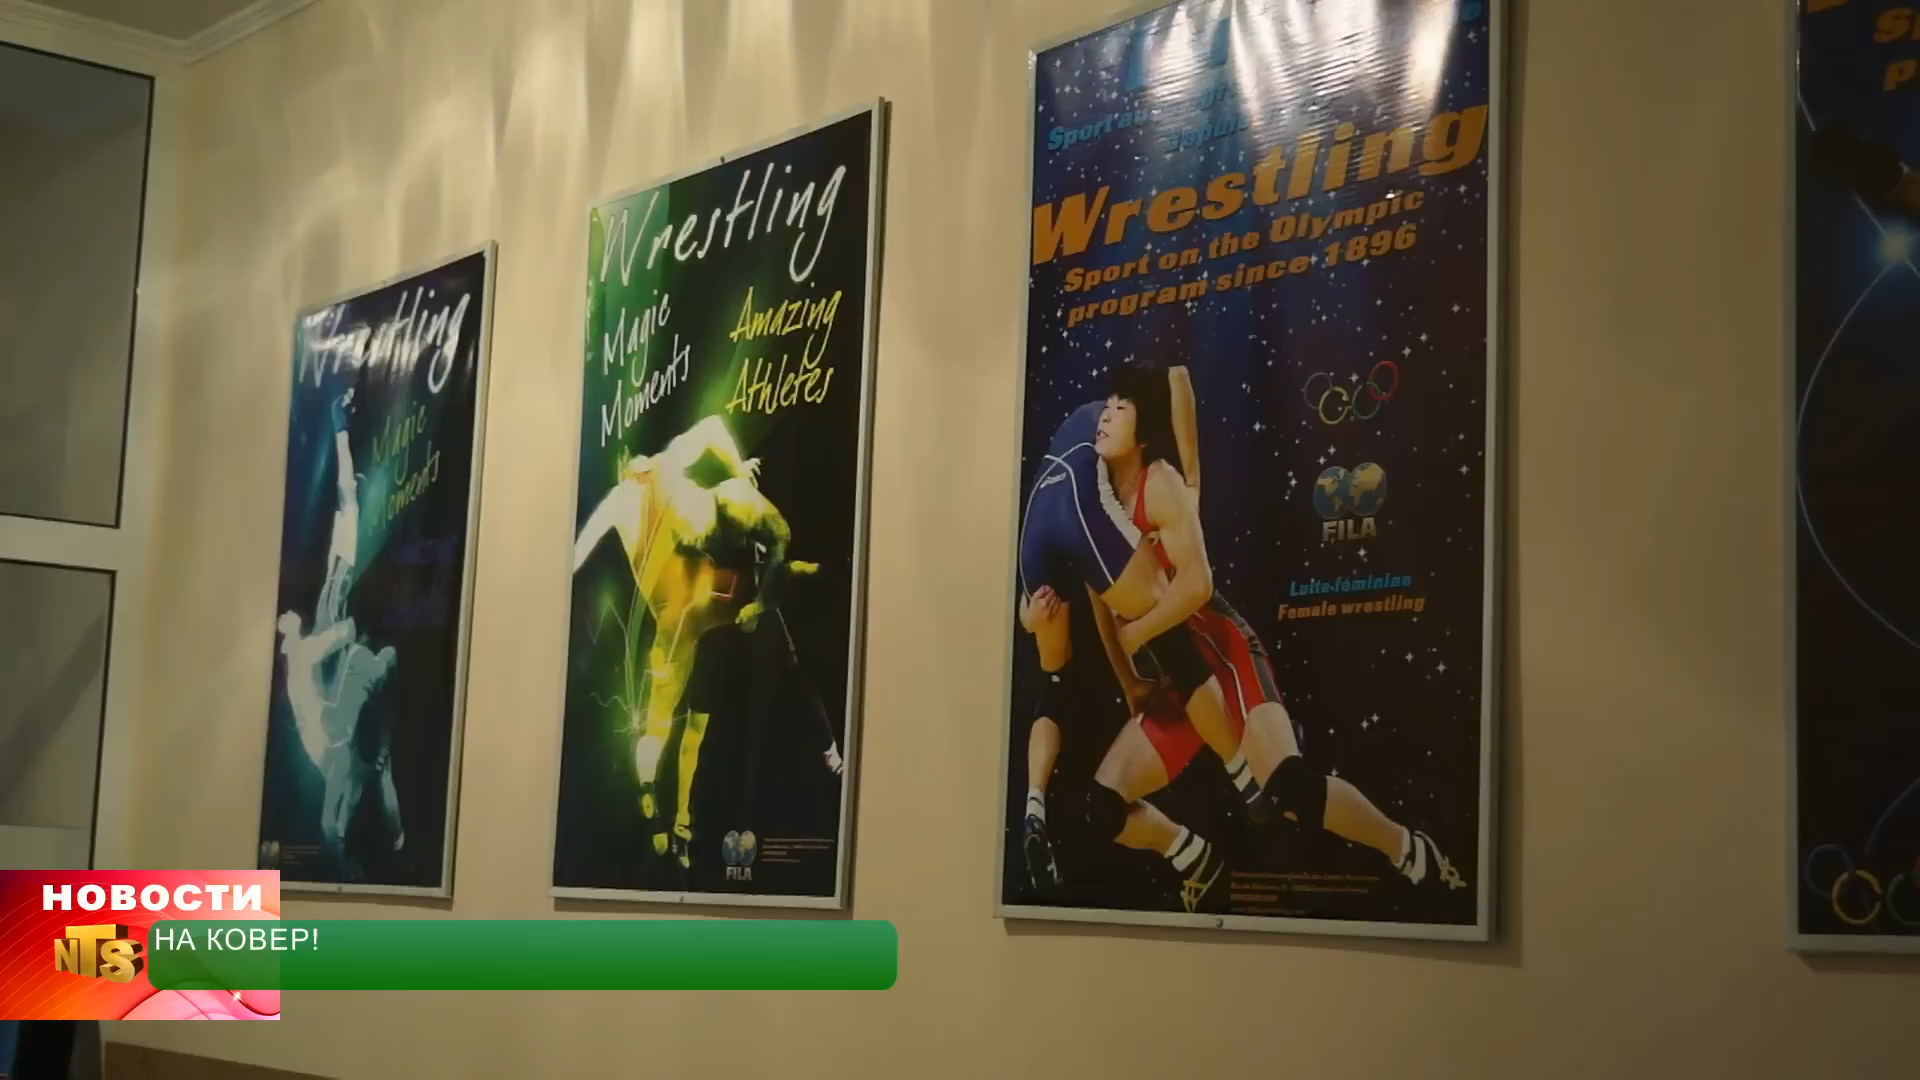 Wrestling
Magic
Moments
Wrestling
Magic
Moments
Amazing
Athletes
FILA
Wrestling
Sport on the Olympic
program since 1896
FILA
Lutte féminine
Female wrestling
НОВОСТИ
NTS
НА КОВЕР!